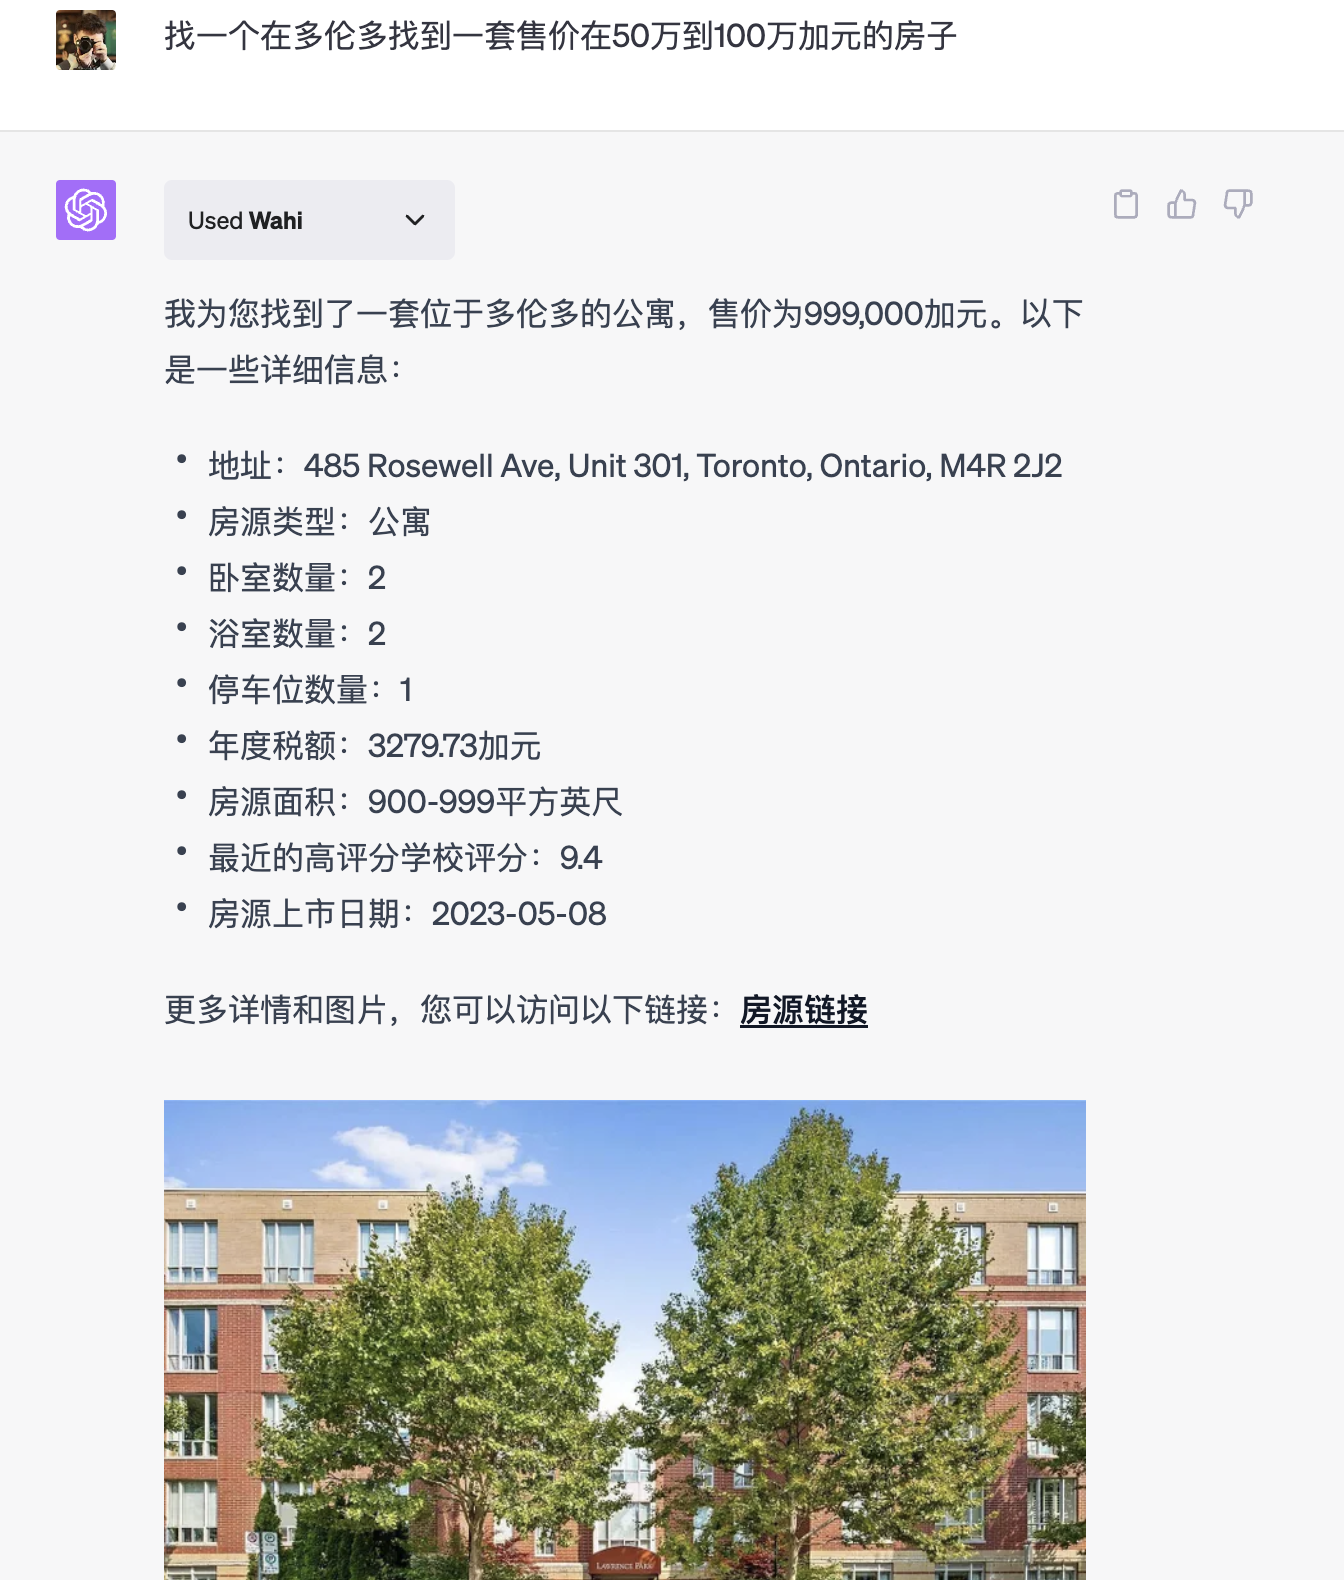 找一个在多伦多找到一套售价在50万到100万加元的房子
Used Wahi
我为您找到了一套位于多伦多的公寓，售价为999,000加元。以下
是一些详细信息：
• 地址：485 Rosewell Ave, Unit 301, Toronto, Ontario, M4R 2J2
• 房源类型：公寓
• 卧室数量：2
• 浴室数量：2
• 停车位数量：1
• 年度税额：3279.73加元
• 房源面积：900-999平方英尺
• 最近的高评分学校评分：9.4
• 房源上市日期：2023-05-08
更多详情和图片，您可以访问以下链接：房源链接
LAWRENCE PARK